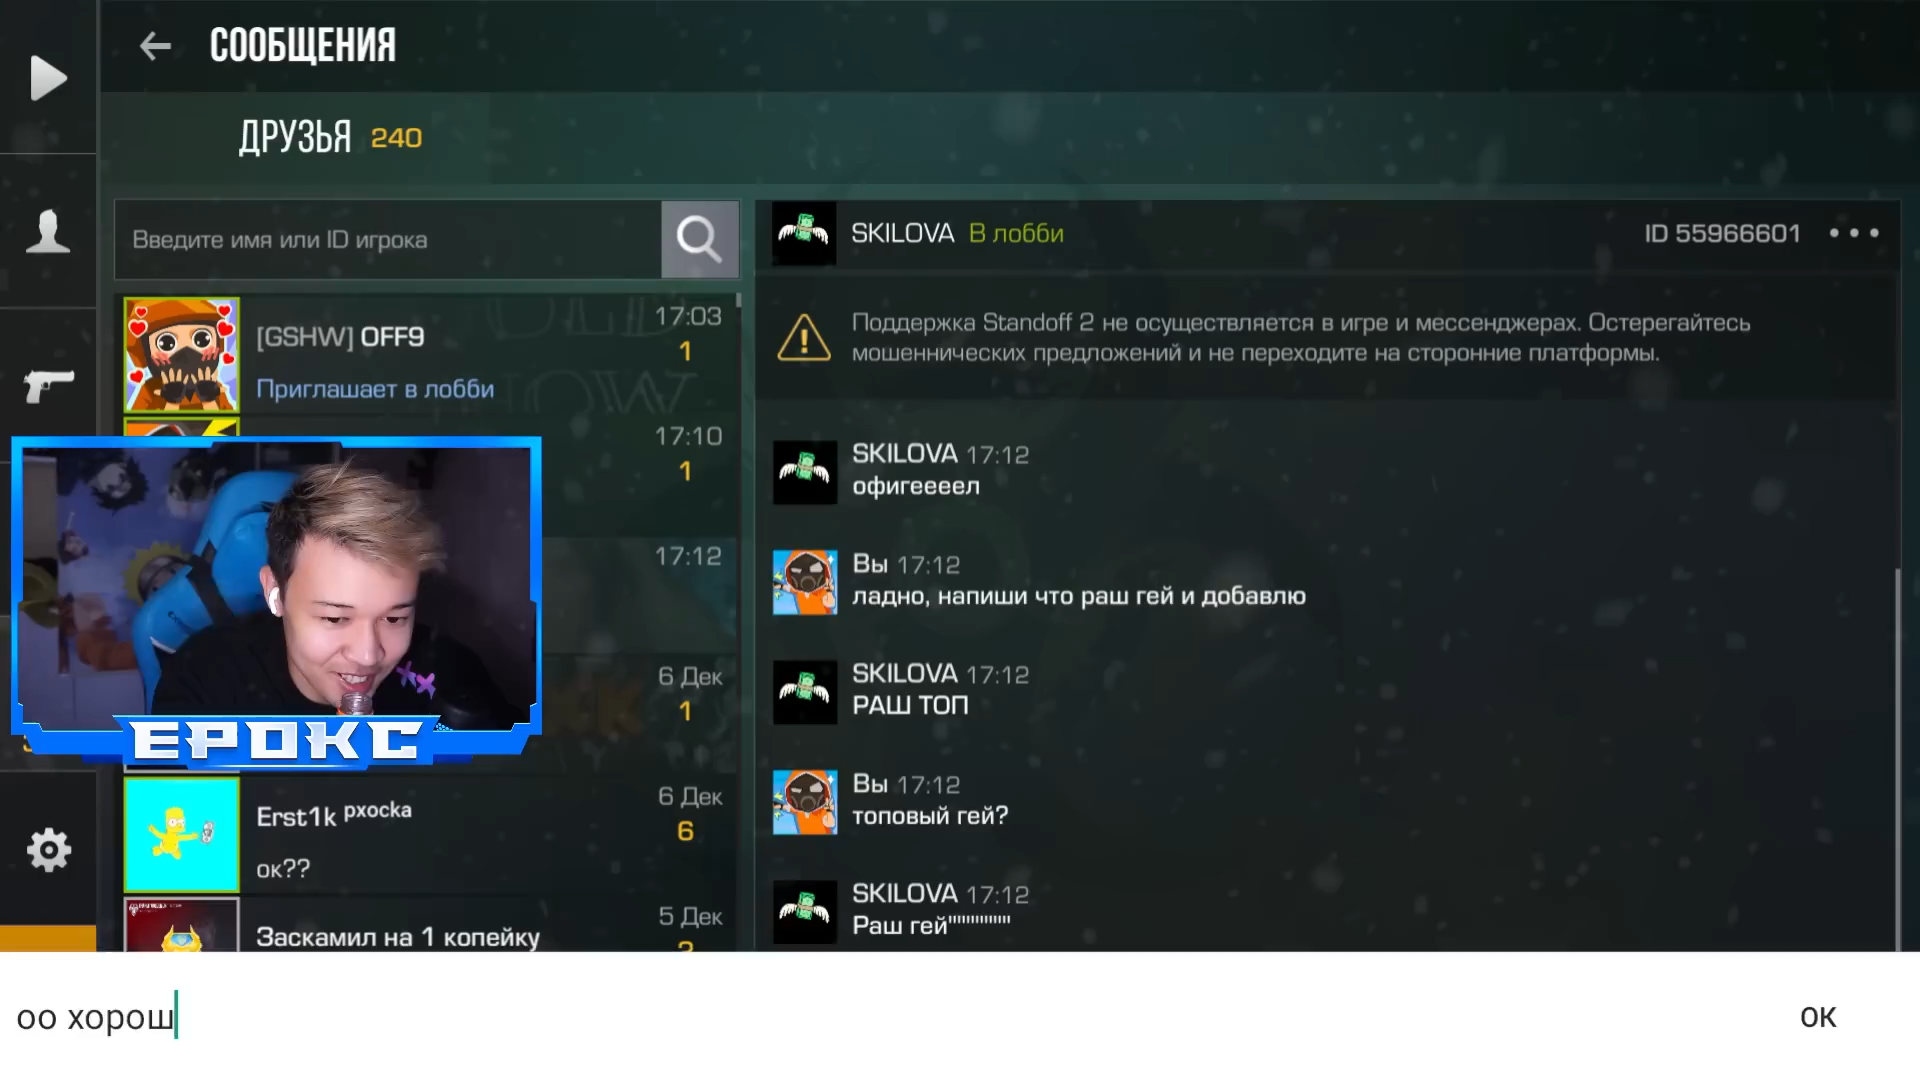 СООБЩЕНИЯ
ДРУЗЬЯ 240
Введите имя или ID игрока
[GSHW] OFF9
17:03
1
Приглашает в лобби
17:10
1
17:12
6 Дек
1
ЕРОКС
Erst1k pxocka
6 Дек
6
ок??
Заскамил на 1 копейку
5 Дек
SKILOVA В лобби
ID 55966601
Поддержка Standoff 2 не осуществляется в игре и мессенджерах. Остерегайтесь
мошеннических предложений и не переходите на сторонние платформы.
SKILOVA 17:12
офигеееел
Вы 17:12
ладно, напиши что раш гей и добавлю
SKILOVA 17:12
РАШ ТОП
Вы 17:12
топовый гей?
SKILOVA 17:12
Раш гей"""""""
оо хорош
ОК